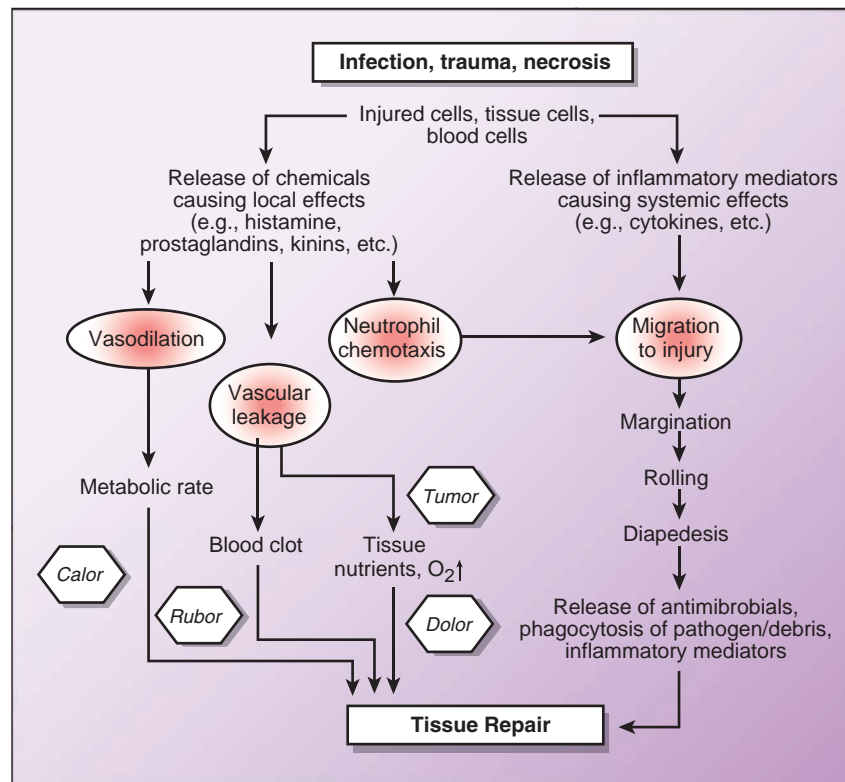 Infection, trauma, necrosis
Injured cells, tissue cells,
blood cells
Release of chemicals
causing local effects
(e.g., histamine,
prostaglandins, kinins, etc.)
Release of inflammatory mediators
causing systemic effects
(e.g., cytokines, etc.)
Vasodilation
Neutrophil
chemotaxis
Migration
to injury
Vascular
leakage
Margination
Metabolic rate
Tumor
Rolling
Blood clot
Tissue
nutrients, O2↑
Diapedesis
Calor
Rubor
Dolor
Release of antimibrobials,
phagocytosis of pathogen/debris,
inflammatory mediators
Tissue Repair